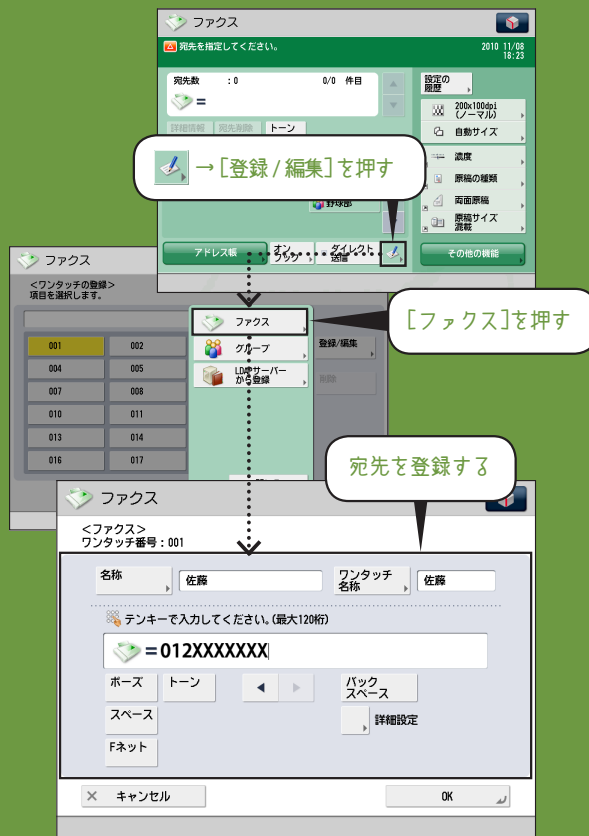 ファクス
宛先を指定してください。
2010 11/08
18:23
宛先数 :0 0/0 件目
=
詳細情報 宛先削除 トーン
設定の
履歴
200x100dpi
(ノーマル)
自動サイズ
濃度
原稿の種類
両面原稿
原稿サイズ
混載
→[登録/編集]を押す
野球部
アドレス帳
オン
フック
ダイレクト
送信
その他の機能
ファクス
<ワンタッチの登録>
項目を選択します。
001 002
004 005
007 008
010 011
013 014
016 017
ファクス
グループ
LDAPサーバー
から登録
登録/編集
削除
[ファクス]を押す
宛先を登録する
ファクス
<ファクス>
ワンタッチ番号:001
名称 佐藤
ワンタッチ
名称
佐藤
テンキーで入力してください。(最大120桁)
=012XXXXXXX
ポーズ トーン
バック
スペース
スペース
詳細設定
Fネット
× キャンセル
OK